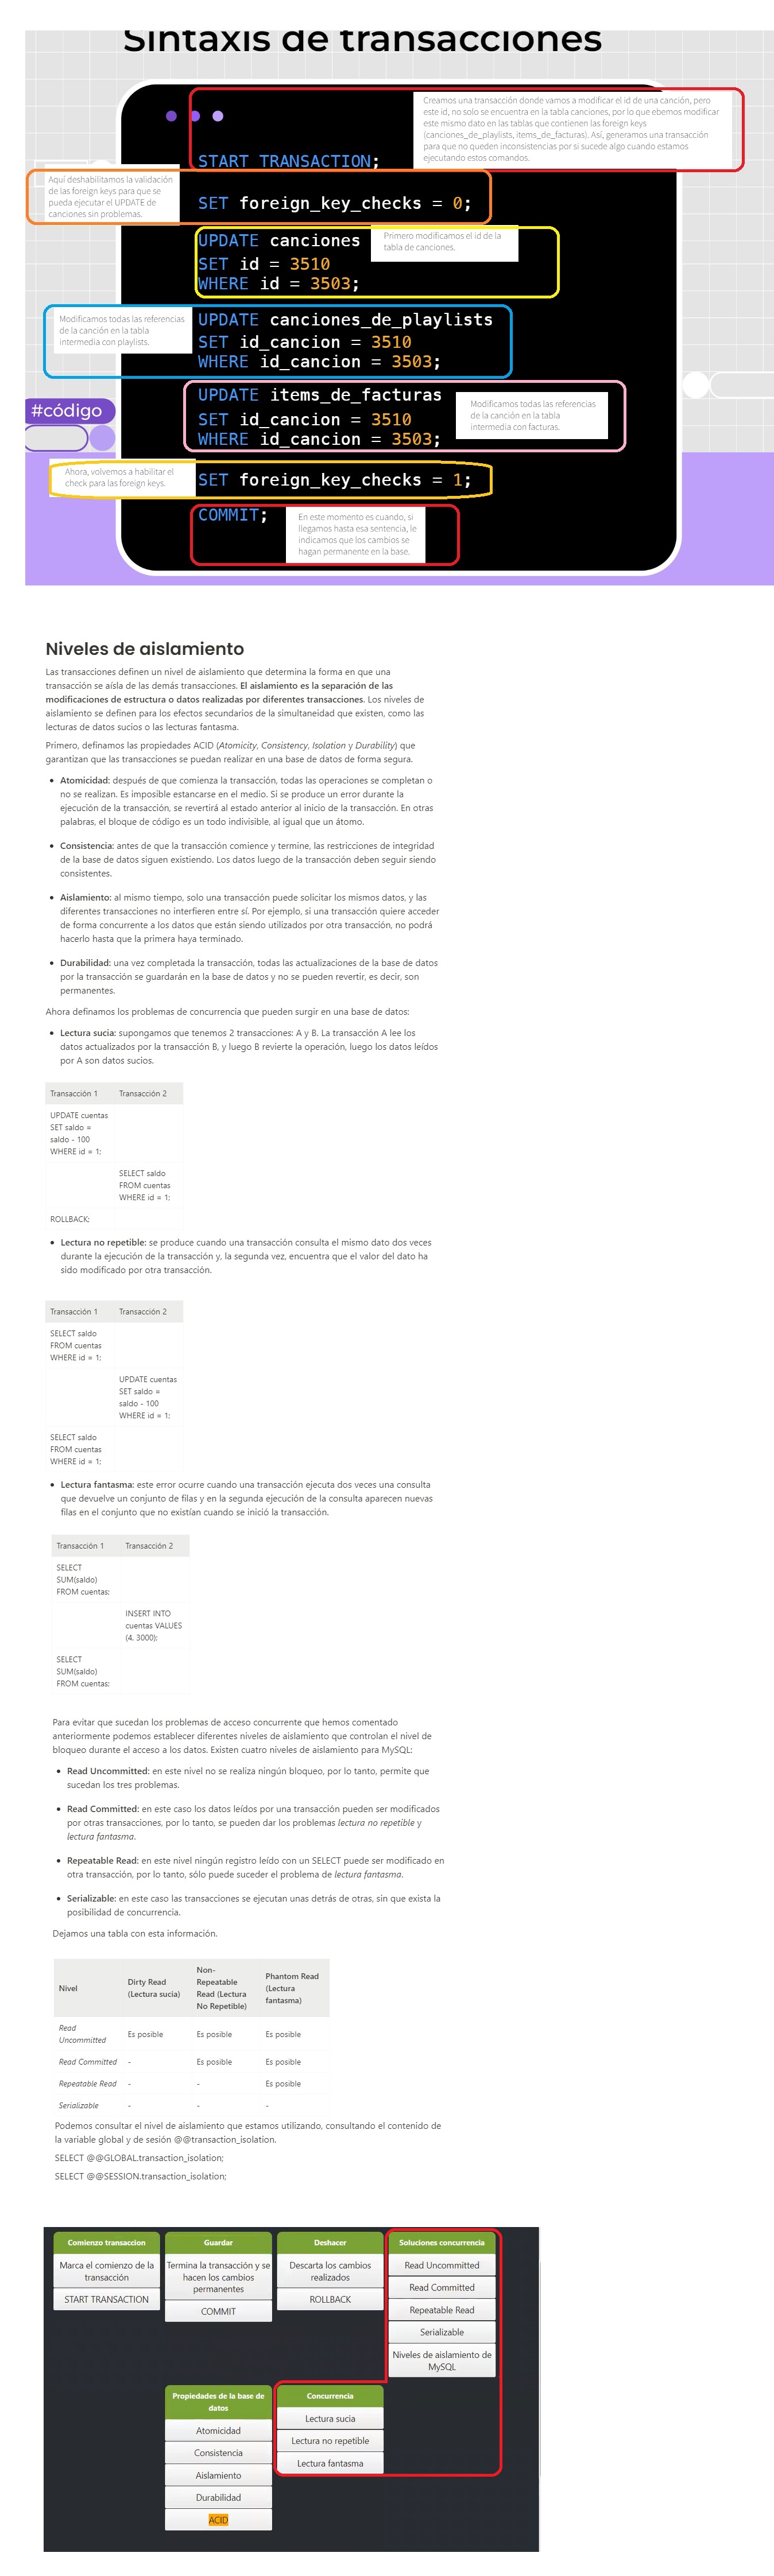 Sintaxis de transacciones
Creamos una transacción donde vamos a modificar el id de una canción, pero
este id, no solo se encuentra en la tabla canciones, por lo que ebemos modificar
este mismo dato en las tablas que contienen las foreign keys
(canciones_de_playlists, items_de_facturas). Así, generamos una transacción
para que no queden inconsistencias por si sucede algo cuando estamos
ejecutando estos comandos.
START TRANSACTION;
Aquí deshabilitamos la validación
de las foreign keys para que se
pueda ejecutar el UPDATE de
canciones sin problemas.
SET foreign_key_checks = 0;
UPDATE canciones
SET id = 3510
WHERE id = 3503;
Primero modificamos el id de la
tabla de canciones.
Modificamos todas las referencias
de la canción en la tabla
intermedia con playlists.
UPDATE canciones_de_playlists
SET id_cancion = 3510
WHERE id_cancion = 3503;
UPDATE items_de_facturas
SET id_cancion = 3510
WHERE id_cancion = 3503;
Modificamos todas las referencias
de la canción en la tabla
intermedia con facturas.
#código
Ahora, volvemos a habilitar el
check para las foreign keys.
SET foreign_key_checks = 1;
COMMIT;
En este momento es cuando, si
llegamos hasta esa sentencia, le
indicamos que los cambios se
hagan permanente en la base.
Niveles de aislamiento
Las transacciones definen un nivel de aislamiento que determina la forma en que una
transacción se aísla de las demás transacciones. El aislamiento es la separación de las
modificaciones de estructura o datos realizadas por diferentes transacciones. Los niveles de
aislamiento se definen para los efectos secundarios de la simultaneidad que existen, como las
lecturas de datos sucios o las lecturas fantasma.
Primero, definamos las propiedades ACID (Atomicity, Consistency, Isolation y Durability) que
garantizan que las transacciones se puedan realizar en una base de datos de forma segura.
• Atomicidad: después de que comienza la transacción, todas las operaciones se completan o
no se realizan. Es imposible estancarse en el medio. Si se produce un error durante la
ejecución de la transacción, se revertirá al estado anterior al inicio de la transacción. En otras
palabras, el bloque de código es un todo indivisible, al igual que un átomo.
• Consistencia: antes de que la transacción comience y termine, las restricciones de integridad
de la base de datos siguen existiendo. Los datos luego de la transacción deben seguir siendo
consistentes.
• Aislamiento: al mismo tiempo, solo una transacción puede solicitar los mismos datos, y las
diferentes transacciones no interfieren entre sí. Por ejemplo, si una transacción quiere acceder
de forma concurrente a los datos que están siendo utilizados por otra transacción, no podrá
hacerlo hasta que la primera haya terminado.
• Durabilidad: una vez completada la transacción, todas las actualizaciones de la base de datos
por la transacción se guardarán en la base de datos y no se pueden revertir, es decir, son
permanentes.
Ahora definamos los problemas de concurrencia que pueden surgir en una base de datos:
• Lectura sucia: supongamos que tenemos 2 transacciones: A y B. La transacción A lee los
datos actualizados por la transacción B, y luego B revierte la operación, luego los datos leídos
por A son datos sucios.
Transacción 1 Transacción 2
UPDATE cuentas
SET saldo =
saldo - 100
WHERE id = 1;
SELECT saldo
FROM cuentas
WHERE id = 1;
ROLLBACK;
• Lectura no repetible: se produce cuando una transacción consulta el mismo dato dos veces
durante la ejecución de la transacción y, la segunda vez, encuentra que el valor del dato ha
sido modificado por otra transacción.
Transacción 1 Transacción 2
SELECT saldo
FROM cuentas
WHERE id = 1;
UPDATE cuentas
SET saldo =
saldo - 100
WHERE id = 1;
SELECT saldo
FROM cuentas
WHERE id = 1;
• Lectura fantasma: este error ocurre cuando una transacción ejecuta dos veces una consulta
que devuelve un conjunto de filas y en la segunda ejecución de la consulta aparecen nuevas
filas en el conjunto que no existían cuando se inició la transacción.
Transacción 1 Transacción 2
SELECT
SUM(saldo)
FROM cuentas;
INSERT INTO
cuentas VALUES
(4, 3000);
SELECT
SUM(saldo)
FROM cuentas;
Para evitar que sucedan los problemas de acceso concurrente que hemos comentado
anteriormente podemos establecer diferentes niveles de aislamiento que controlan el nivel de
bloqueo durante el acceso a los datos. Existen cuatro niveles de aislamiento para MySQL:
• Read Uncommitted: en este nivel no se realiza ningún bloqueo, por lo tanto, permite que
sucedan los tres problemas.
• Read Committed: en este caso los datos leídos por una transacción pueden ser modificados
por otras transacciones, por lo tanto, se pueden dar los problemas lectura no repetible y
lectura fantasma.
• Repeatable Read: en este nivel ningún registro leído con un SELECT puede ser modificado en
otra transacción, por lo tanto, sólo puede suceder el problema de lectura fantasma.
• Serializable: en este caso las transacciones se ejecutan unas detrás de otras, sin que exista la
posibilidad de concurrencia.
Dejamos una tabla con esta información.
Nivel
Dirty Read
(Lectura sucia)
Non-
Repeatable
Read (Lectura
No Repetible)
Phantom Read
(Lectura
fantasma)
Read
Uncommitted
Es posible Es posible Es posible
Read Committed - Es posible Es posible
Repeatable Read - - Es posible
Serializable - - -
Podemos consultar el nivel de aislamiento que estamos utilizando, consultando el contenido de
la variable global y de sesión @@transaction_isolation.
SELECT @@GLOBAL.transaction_isolation;
SELECT @@SESSION.transaction_isolation;
Comienzo transaccion
Marca el comienzo de la
transacción
START TRANSACTION
Guardar
Termina la transacción y se
hacen los cambios
permanentes
COMMIT
Deshacer
Descarta los cambios
realizados
ROLLBACK
Soluciones concurrencia
Read Uncommitted
Read Committed
Repeatable Read
Serializable
Niveles de aislamiento de
MySQL
Propiedades de la base de
datos
Atomicidad
Consistencia
Aislamiento
Durabilidad
ACID
Concurrencia
Lectura sucia
Lectura no repetible
Lectura fantasma